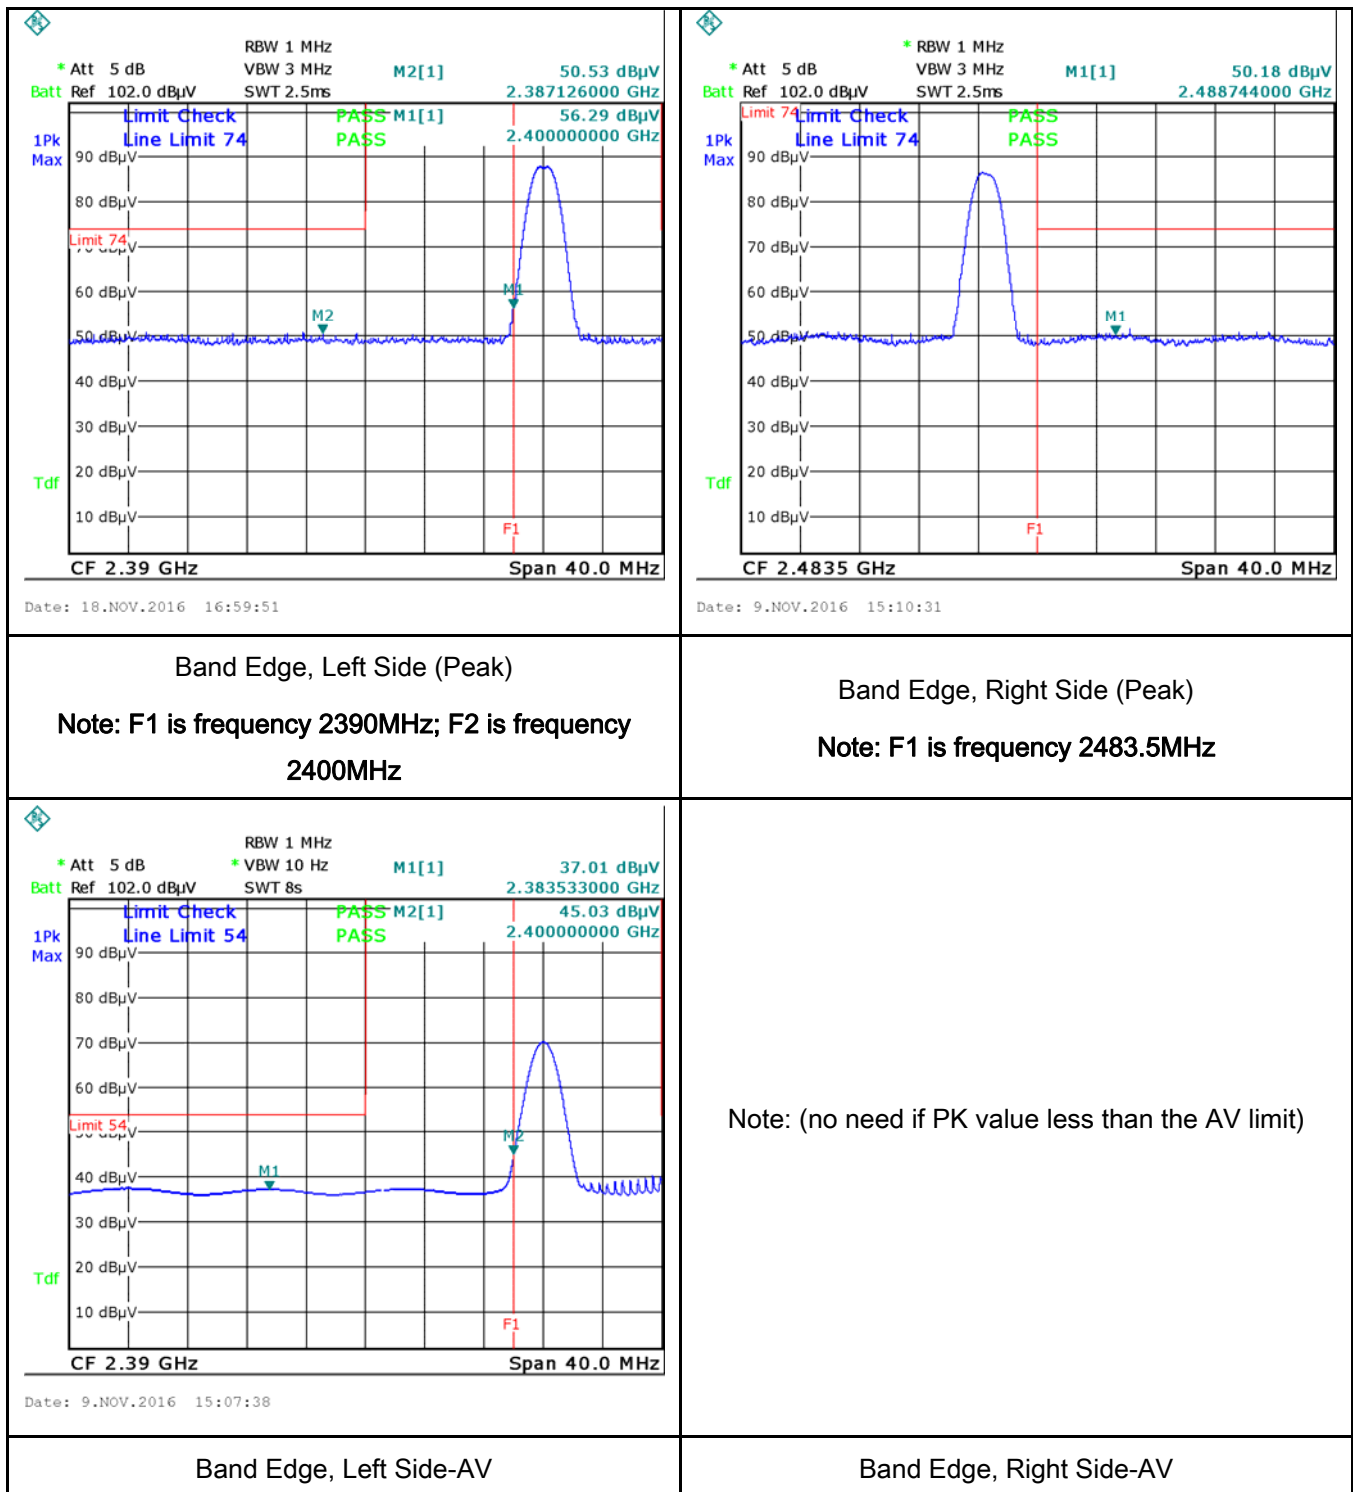 RBW 1 MHz
* Att 5 dB VBW 3 MHz M2[1] 50.53 dBµV
Batt Ref 102.0 dBµV SWT 2.5ms 2.387126000 GHz
Limit Check PASS M1[1] 56.29 dBµV
1Pk Line Limit 74 PASS 2.400000000 GHz
Max 90 dBµV
80 dBµV
Limit 74
60 dBµV
M1
M2
50 dBµV
40 dBµV
30 dBµV
20 dBµV
Tdf
10 dBµV
F1
CF 2.39 GHz Span 40.0 MHz
Date: 18.NOV.2016 16:59:51
* RBW 1 MHz
* Att 5 dB VBW 3 MHz M1[1] 50.18 dBµV
Batt Ref 102.0 dBµV SWT 2.5ms 2.488744000 GHz
Limit 74 Limit Check PASS
1Pk Line Limit 74 PASS
Max 90 dBµV
80 dBµV
70 dBµV
60 dBµV
M1
50 dBµV
40 dBµV
30 dBµV
20 dBµV
Tdf
10 dBµV
F1
CF 2.4835 GHz Span 40.0 MHz
Date: 9.NOV.2016 15:10:31
Band Edge, Left Side (Peak)
Note: F1 is frequency 2390MHz; F2 is frequency
2400MHz
Band Edge, Right Side (Peak)
Note: F1 is frequency 2483.5MHz
RBW 1 MHz
* Att 5 dB * VBW 10 Hz M1[1] 37.01 dBµV
Batt Ref 102.0 dBµV SWT 8s 2.383533000 GHz
Limit Check PASS M2[1] 45.03 dBµV
1Pk Line Limit 54 PASS 2.400000000 GHz
Max 90 dBµV
80 dBµV
70 dBµV
60 dBµV
Limit 54
M2
40 dBµV
M1
30 dBµV
20 dBµV
Tdf
10 dBµV
F1
CF 2.39 GHz Span 40.0 MHz
Date: 9.NOV.2016 15:07:38
Note: (no need if PK value less than the AV limit)
Band Edge, Left Side-AV
Band Edge, Right Side-AV